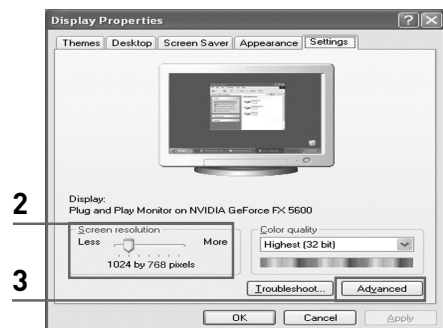 Display Properties
Themes Desktop Screen Saver Appearance Settings
Display:
Plug and Play Monitor on NVIDIA GeForce FX 5600
2
Screen resolution
Less More
1024 by 768 pixels
Color quality
Highest (32 bit)
3
Troubleshoot... Advanced
OK Cancel Apply